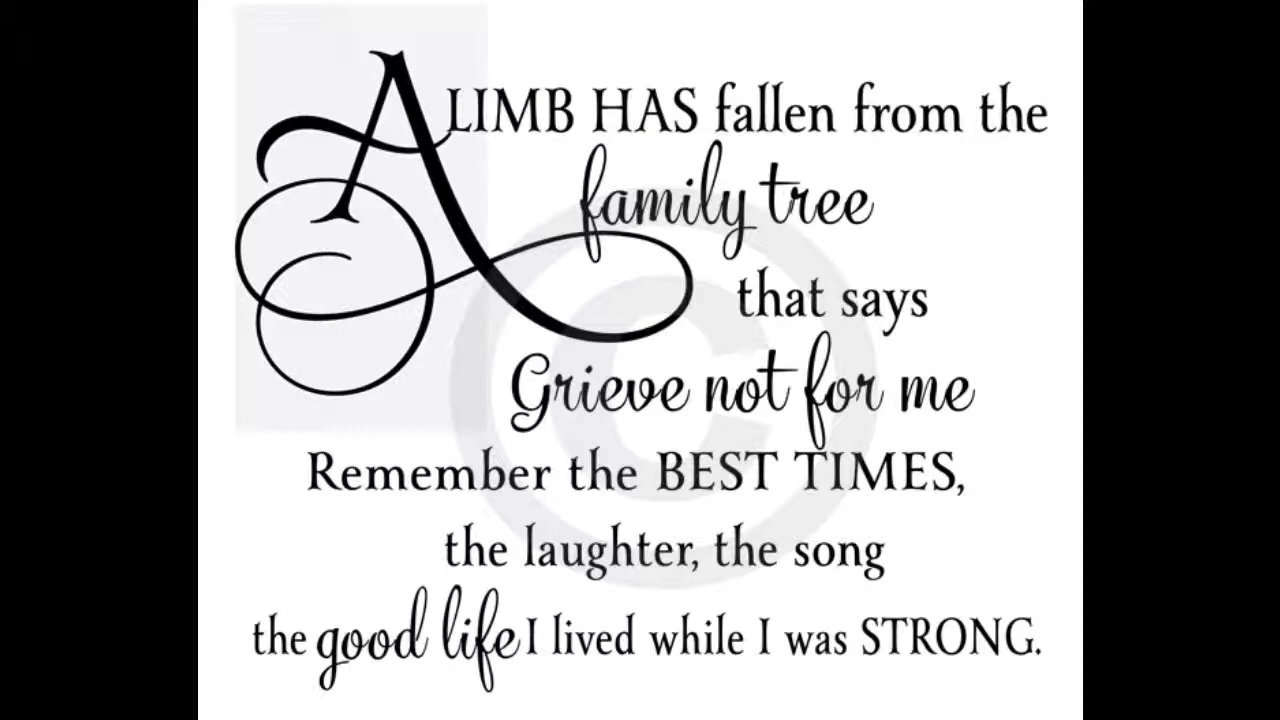 A LIMB HAS fallen from the
family tree
that says
Grieve not for me
Remember the BEST TIMES,
the laughter, the song
the good life I lived while I was STRONG.